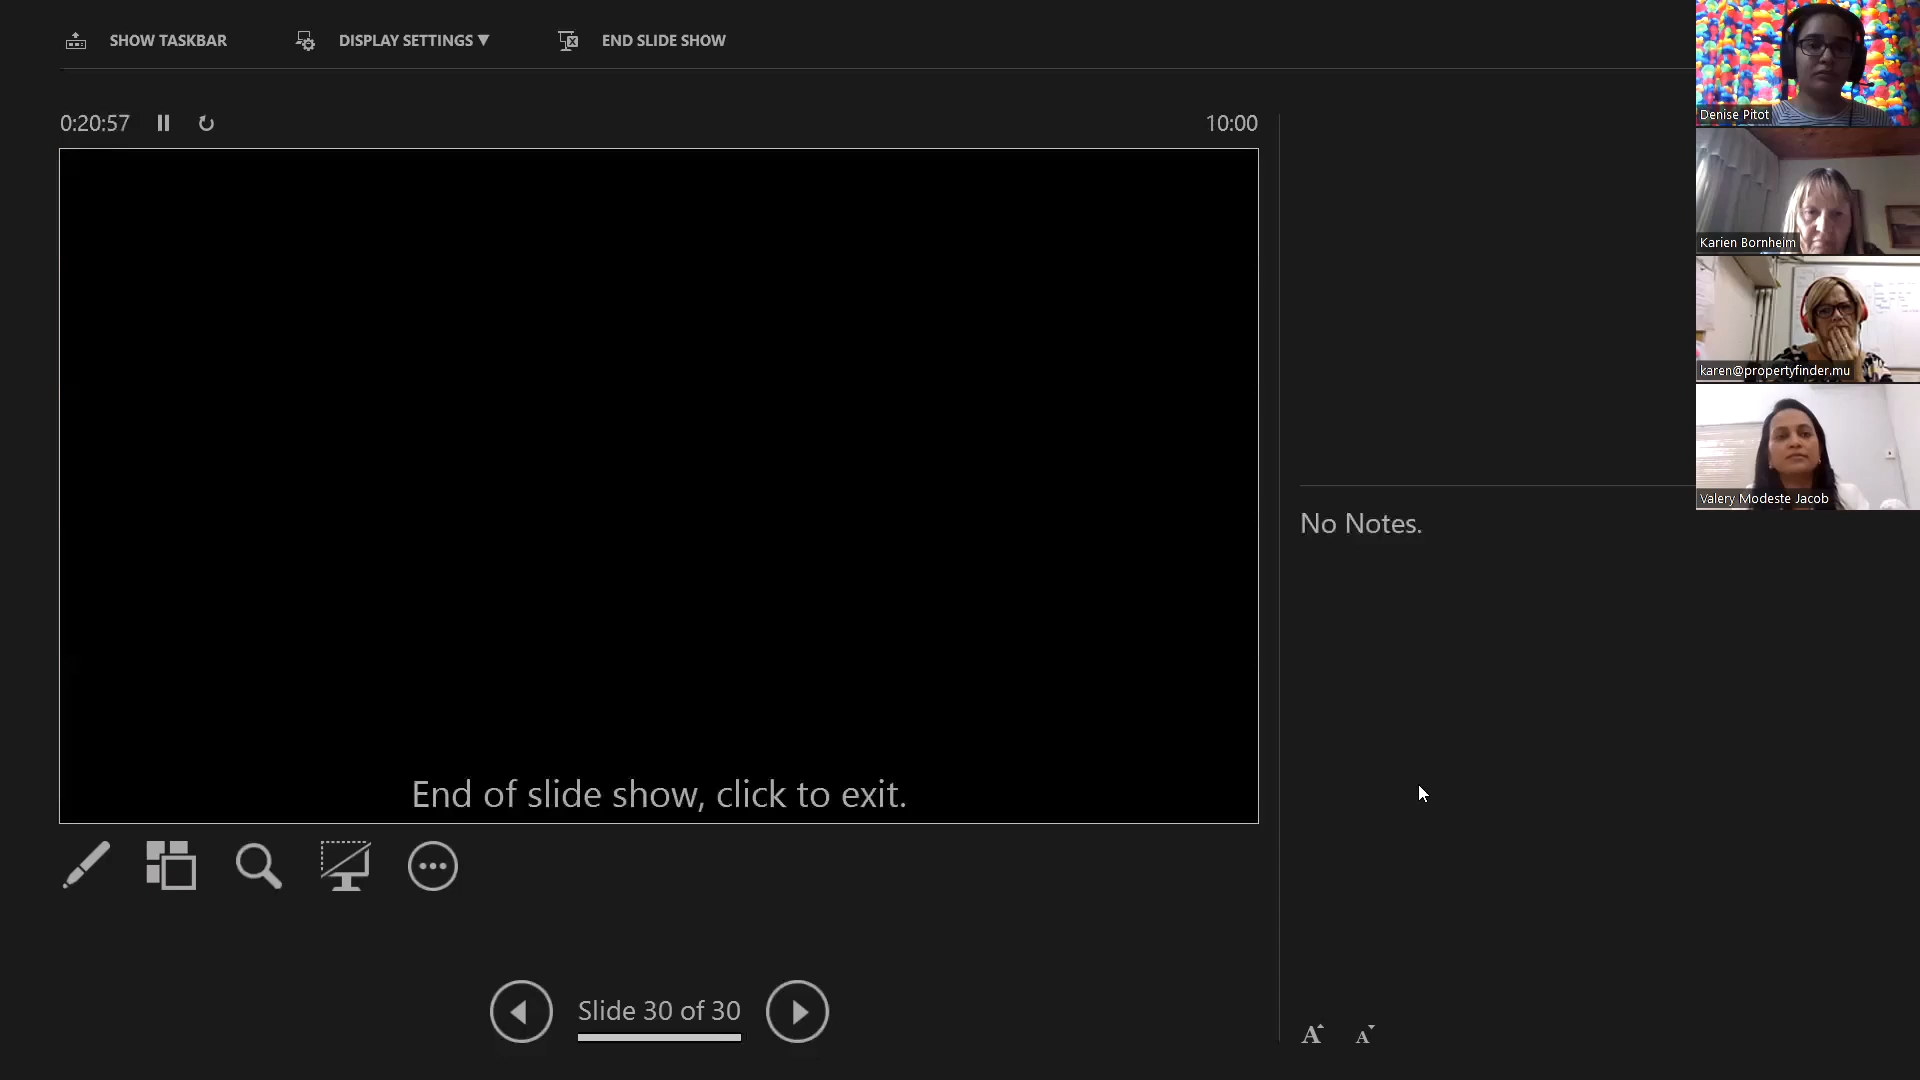 SHOW TASKBAR
DISPLAY SETTINGS ▼
END SLIDE SHOW
0:20:57
10:00
End of slide show, click to exit.
Slide 30 of 30
No Notes.
A A
Denise Pitot
Karien Bornheim
karen@propertyfinder.mu
Valery Modeste Jacob